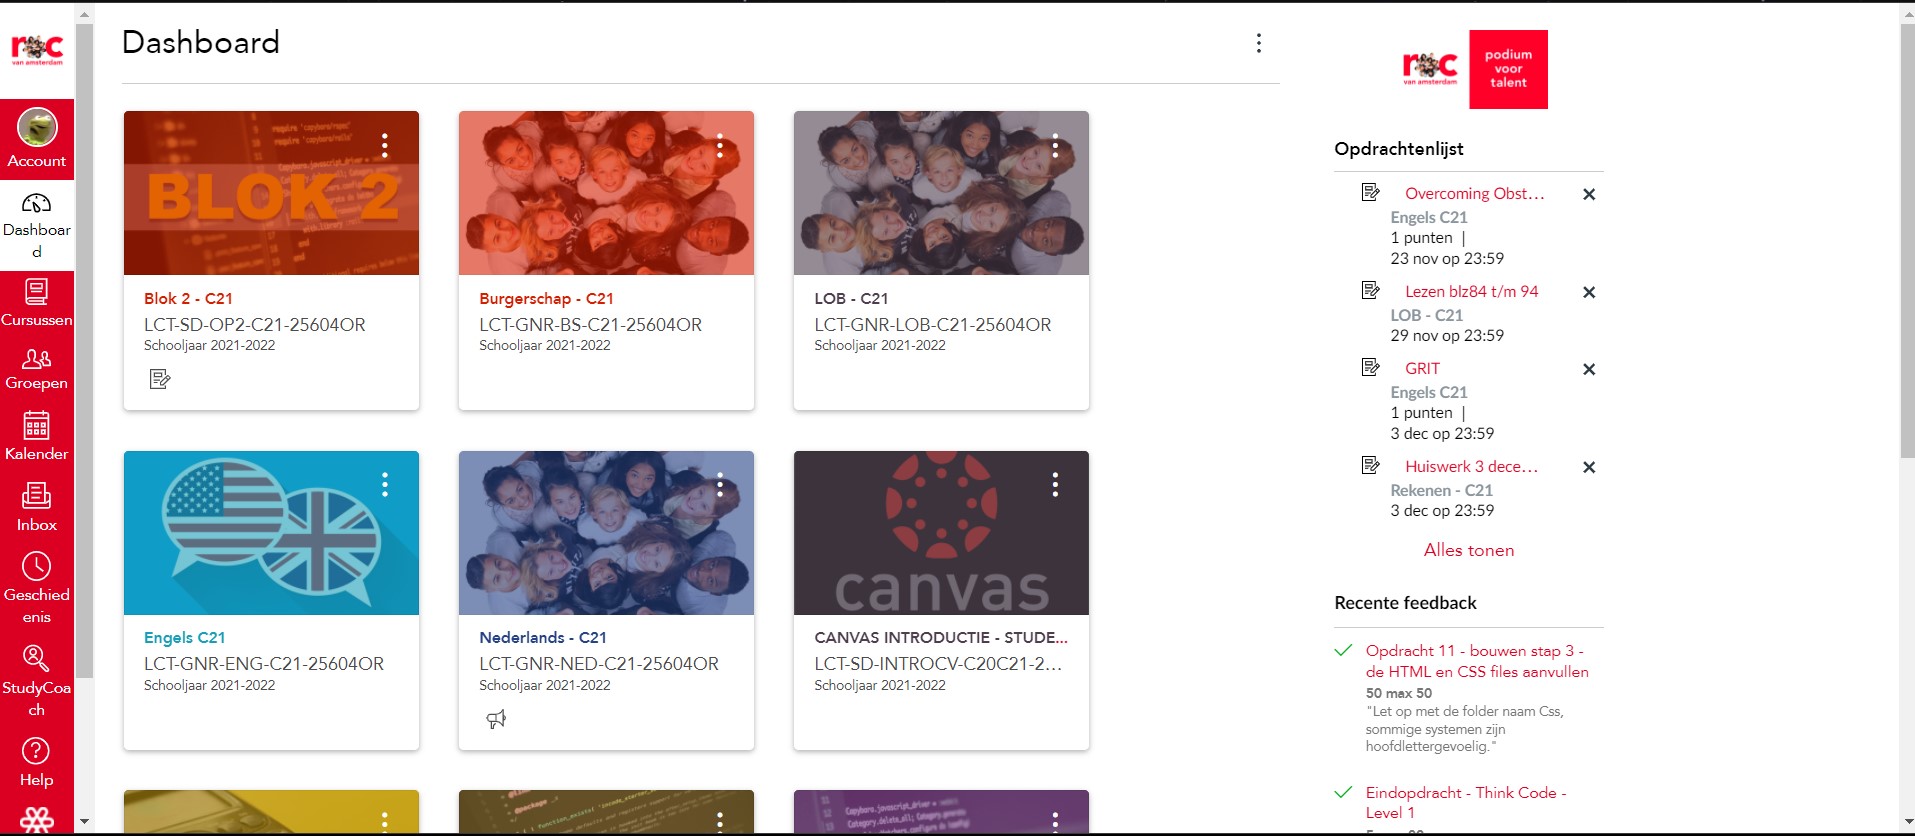 roc
van amsterdam
Account
Dashboar
d
Cursussen
Groepen
Kalender
Inbox
Geschied
enis
StudyCoa
ch
Help
Dashboard
BLOK 2
Blok 2 - C21
LCT-SD-OP2-C21-25604OR
Schooljaar 2021-2022
Burgerschap - C21
LCT-GNR-BS-C21-25604OR
Schooljaar 2021-2022
LOB - C21
LCT-GNR-LOB-C21-25604OR
Schooljaar 2021-2022
Engels C21
LCT-GNR-ENG-C21-25604OR
Schooljaar 2021-2022
Nederlands - C21
LCT-GNR-NED-C21-25604OR
Schooljaar 2021-2022
canvas
CANVAS INTRODUCTIE - STUDE...
LCT-SD-INTROCV-C20C21-2...
Schooljaar 2021-2022
roc
van amsterdam
podium
voor
talent
Opdrachtenlijst
Overcoming Obst...
Engels C21
1 punten |
23 nov op 23:59
Lezen blz84 t/m 94
LOB - C21
29 nov op 23:59
GRIT
Engels C21
1 punten |
3 dec op 23:59
Huiswerk 3 dece...
Rekenen - C21
3 dec op 23:59
Alles tonen
Recente feedback
Opdracht 11 - bouwen stap 3 -
de HTML en CSS files aanvullen
50 max 50
"Let op met de folder naam Css,
sommige systemen zijn
hoofdlettergevoelig."
Eindopdracht - Think Code -
Level 1